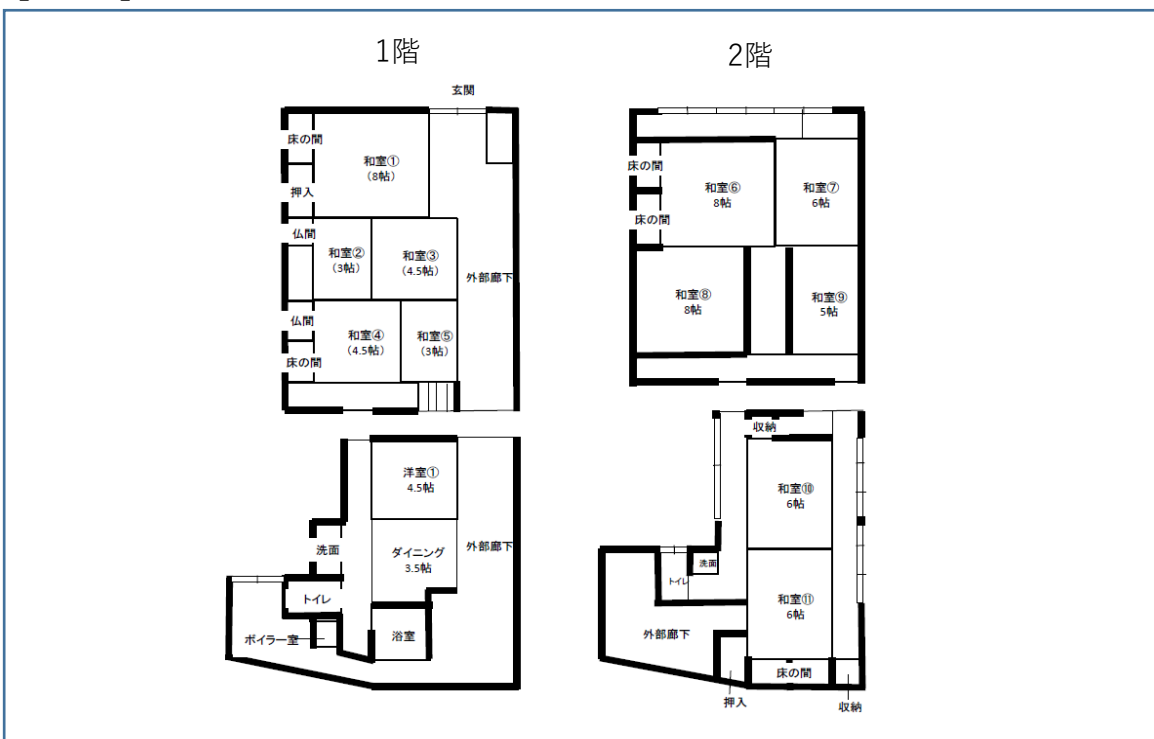 1階
2階
玄関
床の間
和室①
(8帖)
押入
仏間
和室②
(3帖)
和室③
(4.5帖)
外部廊下
仏間
和室④
(4.5帖)
和室⑤
(3帖)
床の間
洋室①
4.5帖
洗面
ダイニング
3.5帖
外部廊下
トイレ
ボイラー室
浴室
床の間
和室⑥
8帖
和室⑦
6帖
床の間
和室⑧
8帖
和室⑨
5帖
収納
和室⑩
6帖
洗面
トイレ
和室⑪
6帖
外部廊下
床の間
押入
収納